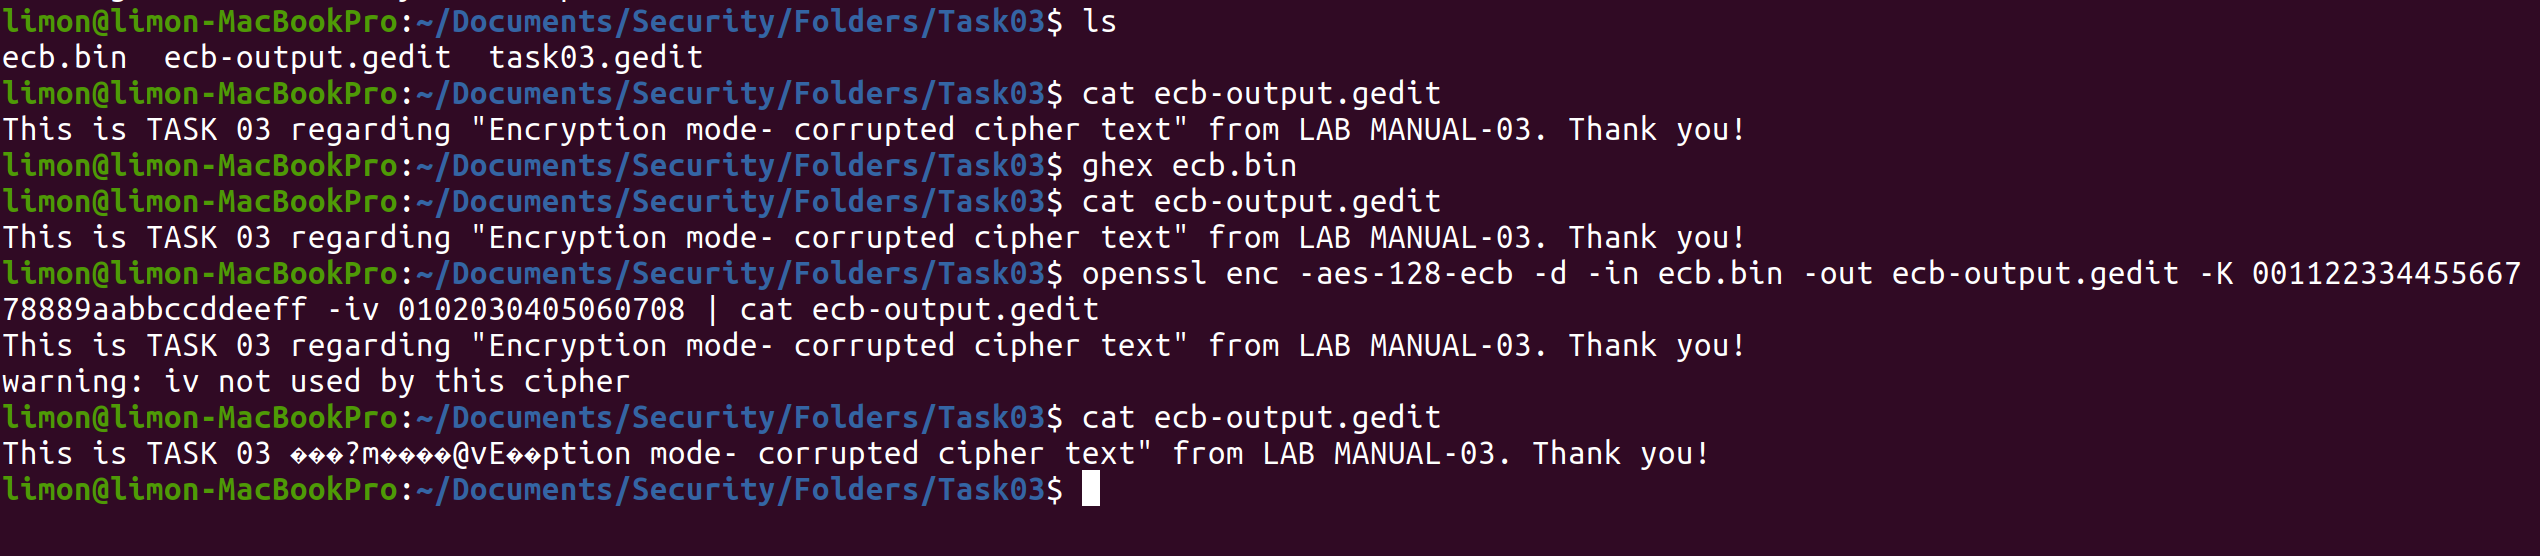 limon@limon-MacBookPro:~/Documents/Security/Folders/Task03$ ls
ecb.bin  ecb-output.gedit  task03.gedit
limon@limon-MacBookPro:~/Documents/Security/Folders/Task03$ cat ecb-output.gedit
This is TASK 03 regarding "Encryption mode- corrupted cipher text" from LAB MANUAL-03. Thank you!
limon@limon-MacBookPro:~/Documents/Security/Folders/Task03$ ghex ecb.bin
limon@limon-MacBookPro:~/Documents/Security/Folders/Task03$ cat ecb-output.gedit
This is TASK 03 regarding "Encryption mode- corrupted cipher text" from LAB MANUAL-03. Thank you!
limon@limon-MacBookPro:~/Documents/Security/Folders/Task03$ openssl enc -aes-128-ecb -d -in ecb.bin -out ecb-output.gedit -K 001122334455667
78889aabbccddeeff -iv 0102030405060708 | cat ecb-output.gedit
This is TASK 03 regarding "Encryption mode- corrupted cipher text" from LAB MANUAL-03. Thank you!
warning: iv not used by this cipher
limon@limon-MacBookPro:~/Documents/Security/Folders/Task03$ cat ecb-output.gedit
This is TASK 03 ���?m����@vE��ption mode- corrupted cipher text" from LAB MANUAL-03. Thank you!
limon@limon-MacBookPro:~/Documents/Security/Folders/Task03$